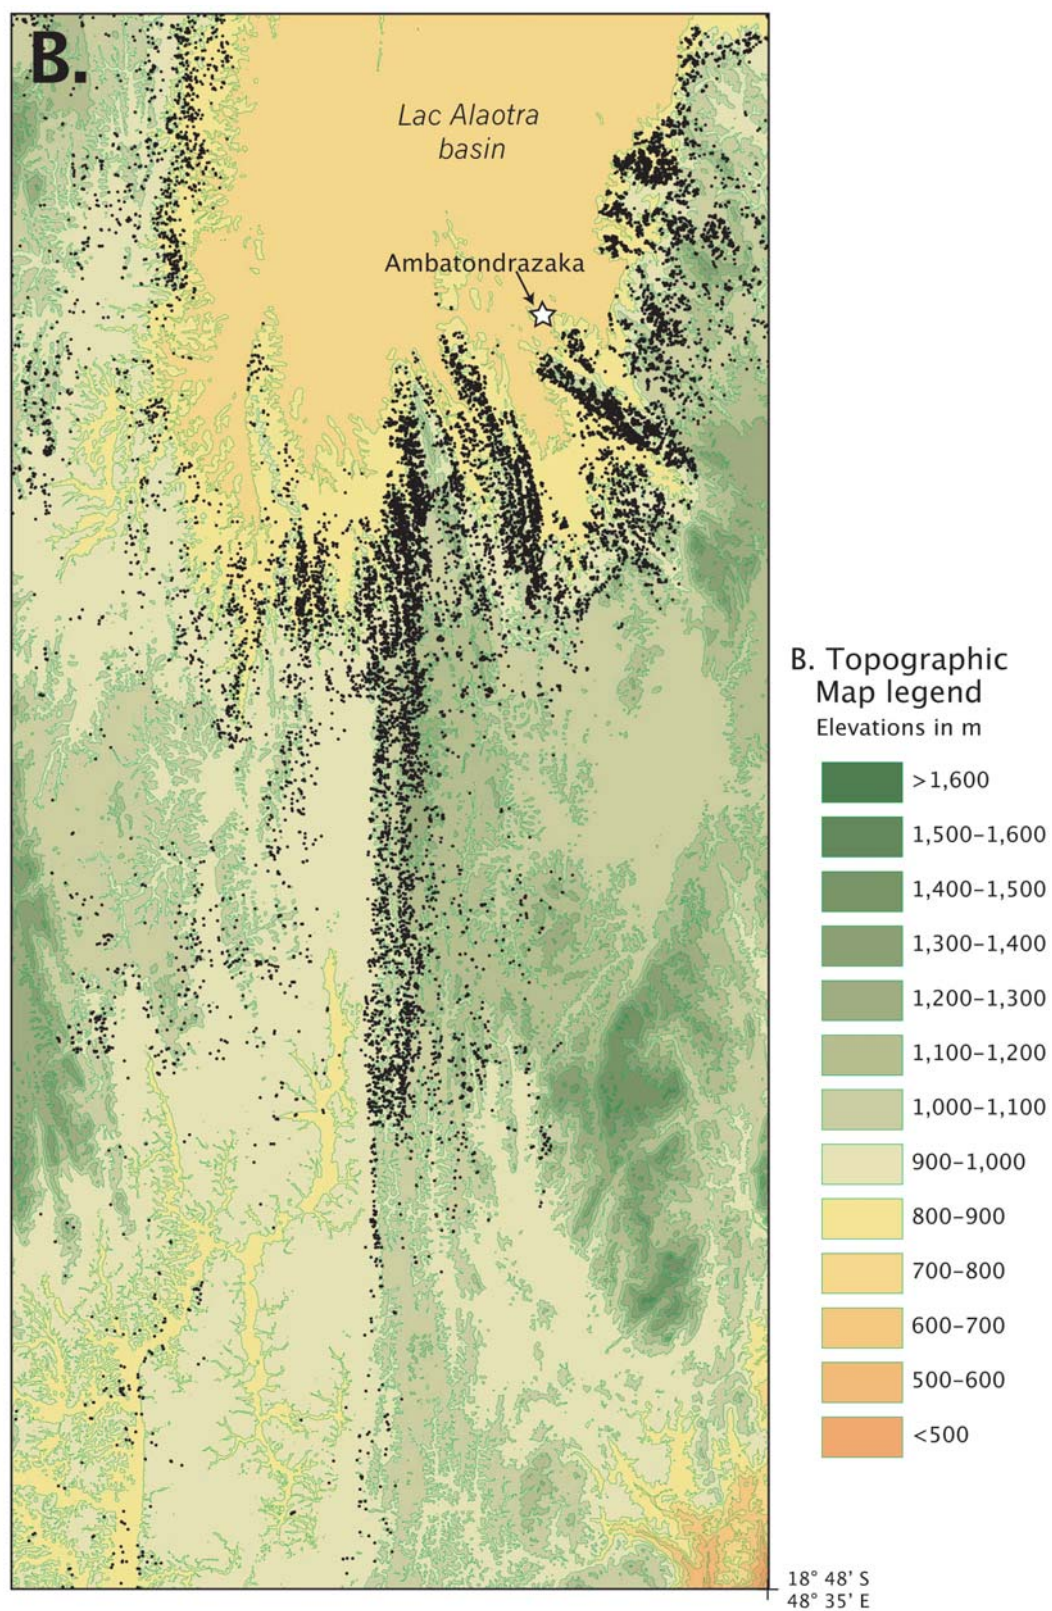 B.
Lac Alaotra
basin
Ambatondrazaka
B. Topographic
Map legend
Elevations in m
>1,600
1,500–1,600
1,400–1,500
1,300–1,400
1,200–1,300
1,100–1,200
1,000–1,100
900–1,000
800–900
700–800
600–700
500–600
<500
18° 48' S
48° 35' E